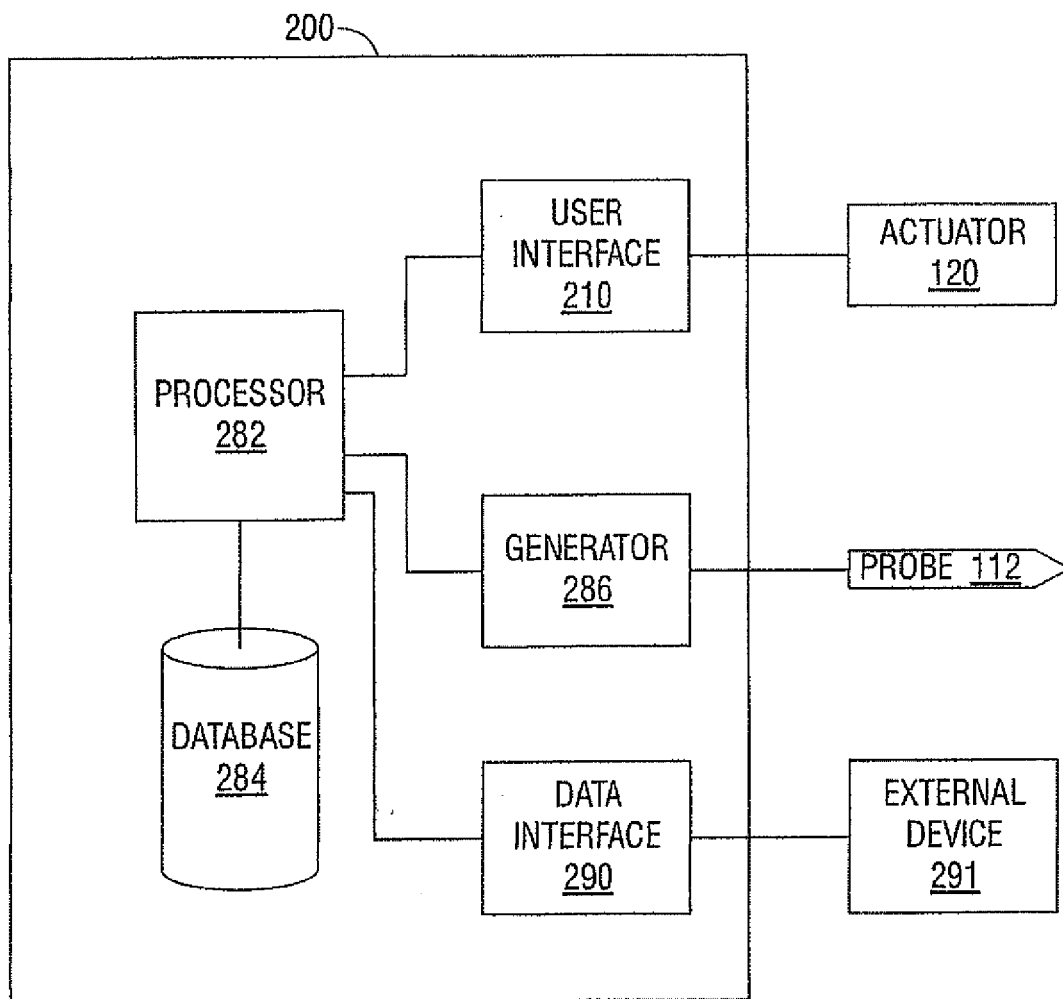 200
USER
INTERFACE
210
ACTUATOR
120
PROCESSOR
282
GENERATOR
286
PROBE 112
DATABASE
284
DATA
INTERFACE
290
EXTERNAL
DEVICE
291